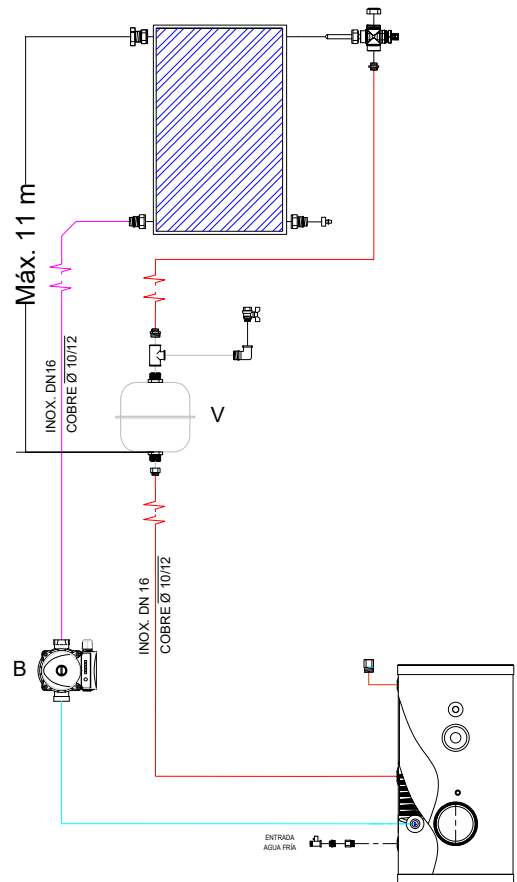 Máx. 11 m
INOX. DN16
COBRE Ø 10/12
V
INOX. DN 16
COBRE Ø 10/12
B
ENTRADA
AGUA FRÍA